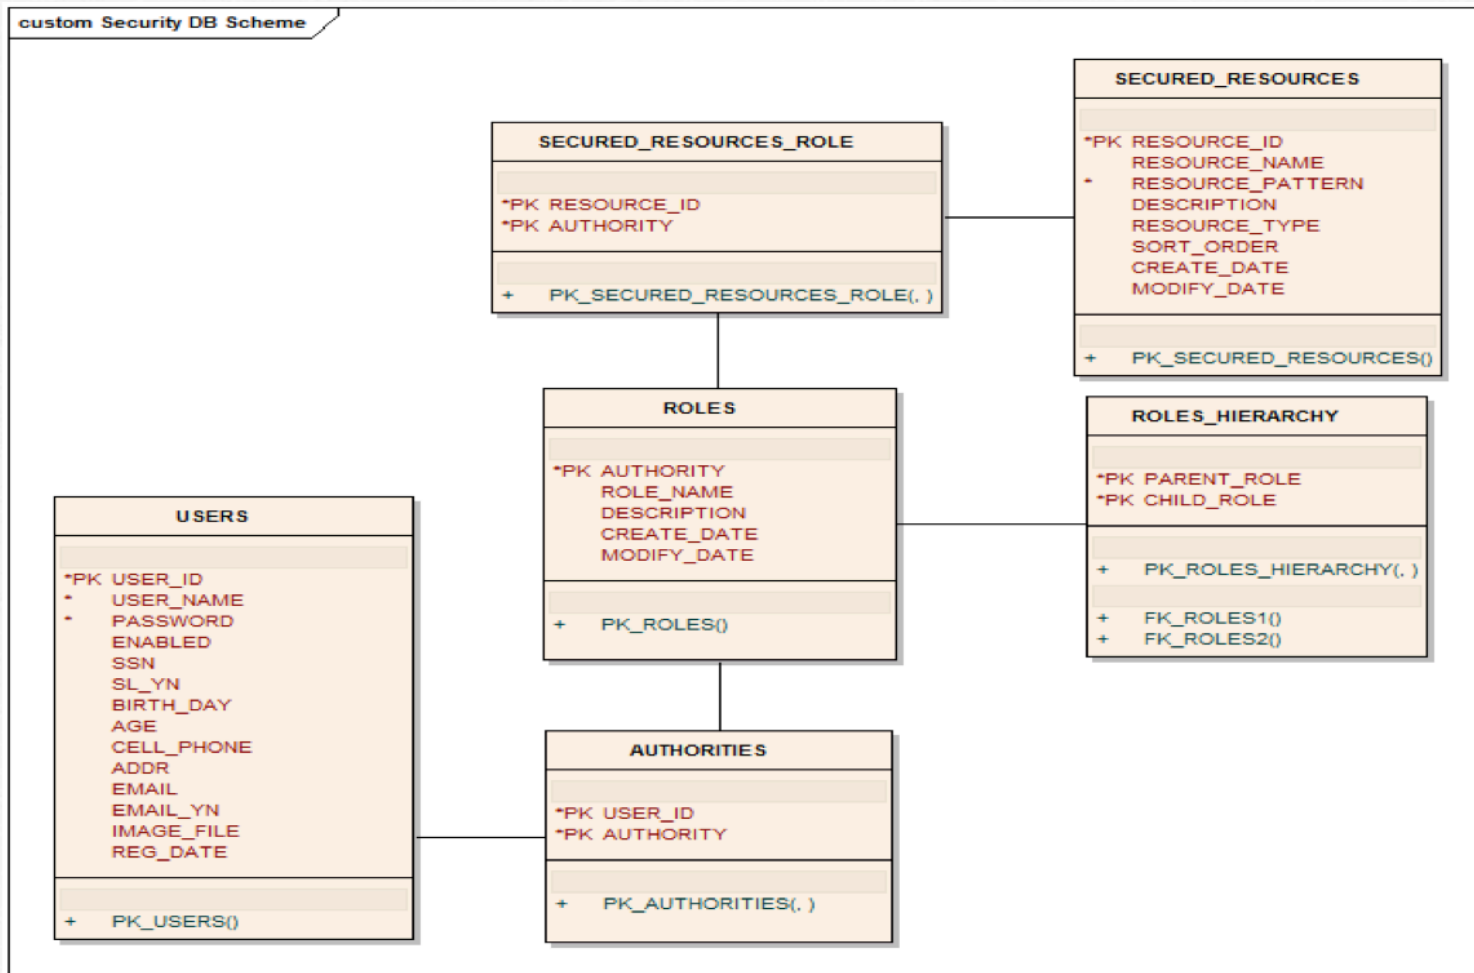 custom Security DB Scheme
SECURED_RESOURCES
*PK RESOURCE_ID
RESOURCE_NAME
* RESOURCE_PATTERN
DESCRIPTION
RESOURCE_TYPE
SORT_ORDER
CREATE_DATE
MODIFY_DATE
+ PK_SECURED_RESOURCES()
SECURED_RESOURCES_ROLE
*PK RESOURCE_ID
*PK AUTHORITY
+ PK_SECURED_RESOURCES_ROLE(, )
ROLES
*PK AUTHORITY
ROLE_NAME
DESCRIPTION
CREATE_DATE
MODIFY_DATE
+ PK_ROLES()
ROLES_HIERARCHY
*PK PARENT_ROLE
*PK CHILD_ROLE
+ PK_ROLES_HIERARCHY(, )
+ FK_ROLES1()
+ FK_ROLES2()
USERS
*PK USER_ID
* USER_NAME
* PASSWORD
ENABLED
SSN
SL_YN
BIRTH_DAY
AGE
CELL_PHONE
ADDR
EMAIL
EMAIL_YN
IMAGE_FILE
REG_DATE
+ PK_USERS()
AUTHORITIES
*PK USER_ID
*PK AUTHORITY
+ PK_AUTHORITIES(, )